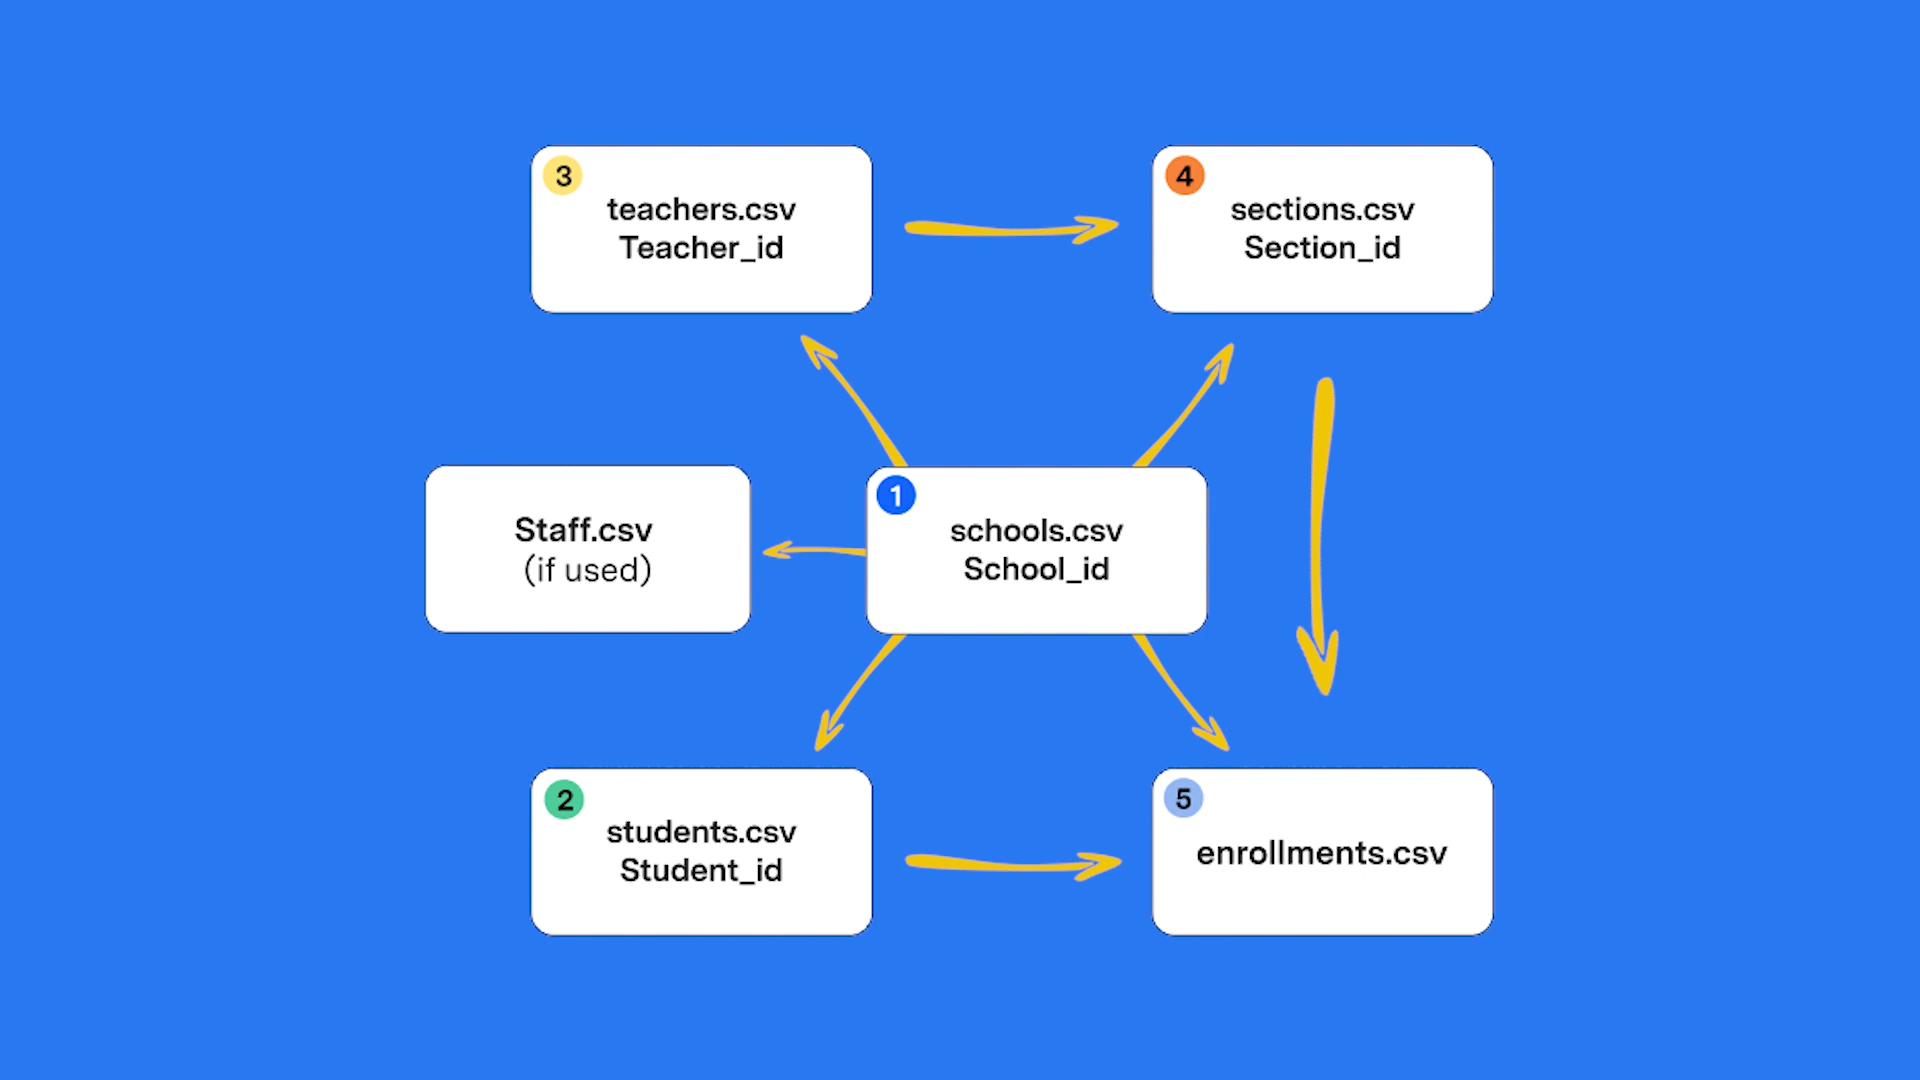 3
teachers.csv
Teacher_id
4
sections.csv
Section_id
Staff.csv
(if used)
1
schools.csv
School_id
2
students.csv
Student_id
5
enrollments.csv